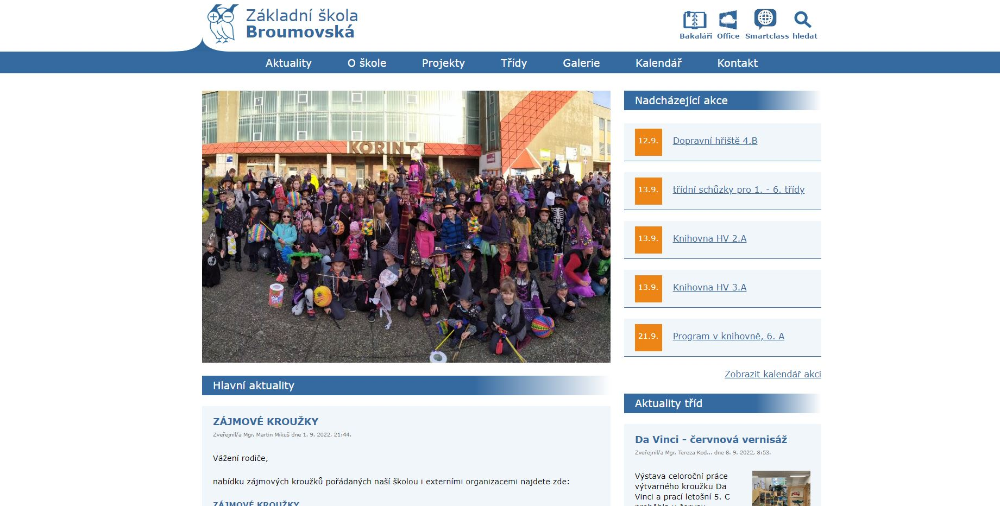 Základní škola
Broumovská
Bakaláři
Office
Smartclass
hledat
Aktuality
O škole
Projekty
Třídy
Galerie
Kalendář
Kontakt
KORINT
Nadcházející akce
12.9.
Dopravní hřiště 4.B
13.9.
třídní schůzky pro 1. - 6. třídy
13.9.
Knihovna HV 2.A
13.9.
Knihovna HV 3.A
21.9.
Program v knihovně, 6. A
Zobrazit kalendář akcí
Hlavní aktuality
ZÁJMOVÉ KROUŽKY
Zveřejnil/a Mgr. Martin Mikuš dne 1. 9. 2022, 21:44.
Vážení rodiče,
nabídku zájmových kroužků pořádaných naší školou i externími organizacemi najdete zde:
ZÁJMOVÉ KROUŽKY
Aktuality tříd
Da Vinci - červnová vernisáž
Zveřejnil/a Mgr. Tereza Kod... dne 8. 9. 2022, 8:53.
Výstava celoroční práce
výtvarného kroužku Da
Vinci a prací letošní 5. C
proběhla v červnu